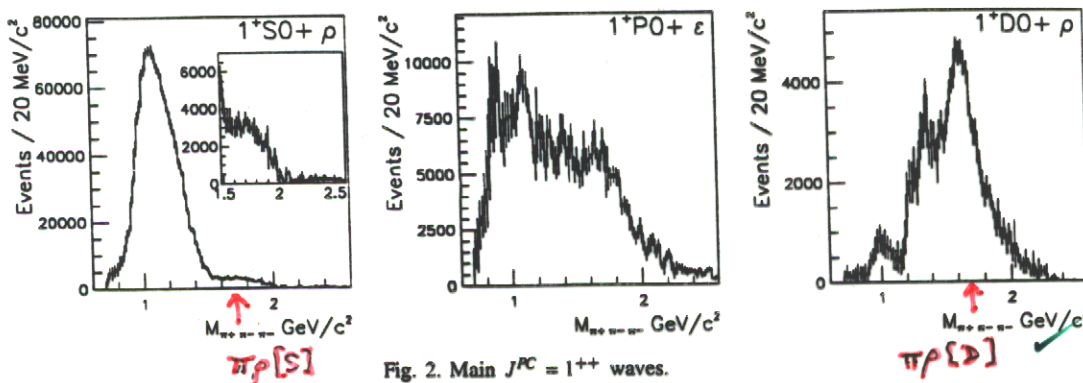 1⁺S0+ ρ
Events / 20 MeV/c²
80000
60000
40000
20000
0
6000
4000
2000
0
1.5
2
2.5
1
2
M π+ π- π- GeV/c²
πρ[S]
1⁺P0+ ε
Events / 20 MeV/c²
10000
7500
5000
2500
0
1
2
M π+ π- π- GeV/c²
1⁺D0+ ρ
Events / 20 MeV/c²
4000
2000
0
1
2
M π+ π- π- GeV/c
πρ[D]
Fig. 2. Main J^PC = 1⁺⁺ waves.